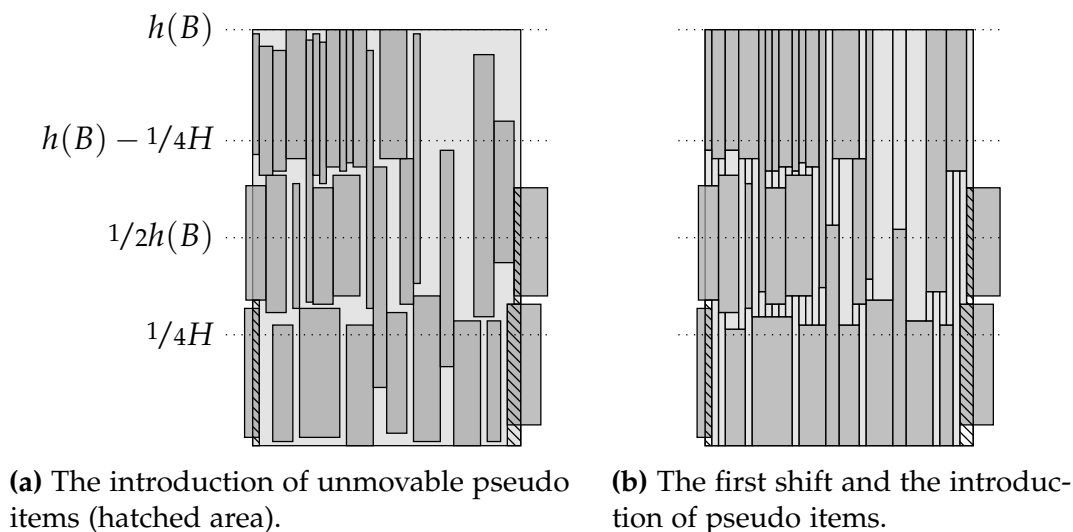 h(B)
h(B) − 1/4H
1/2h(B)
1/4H
(a) The introduction of unmovable pseudo
items (hatched area).
(b) The first shift and the introduc-
tion of pseudo items.